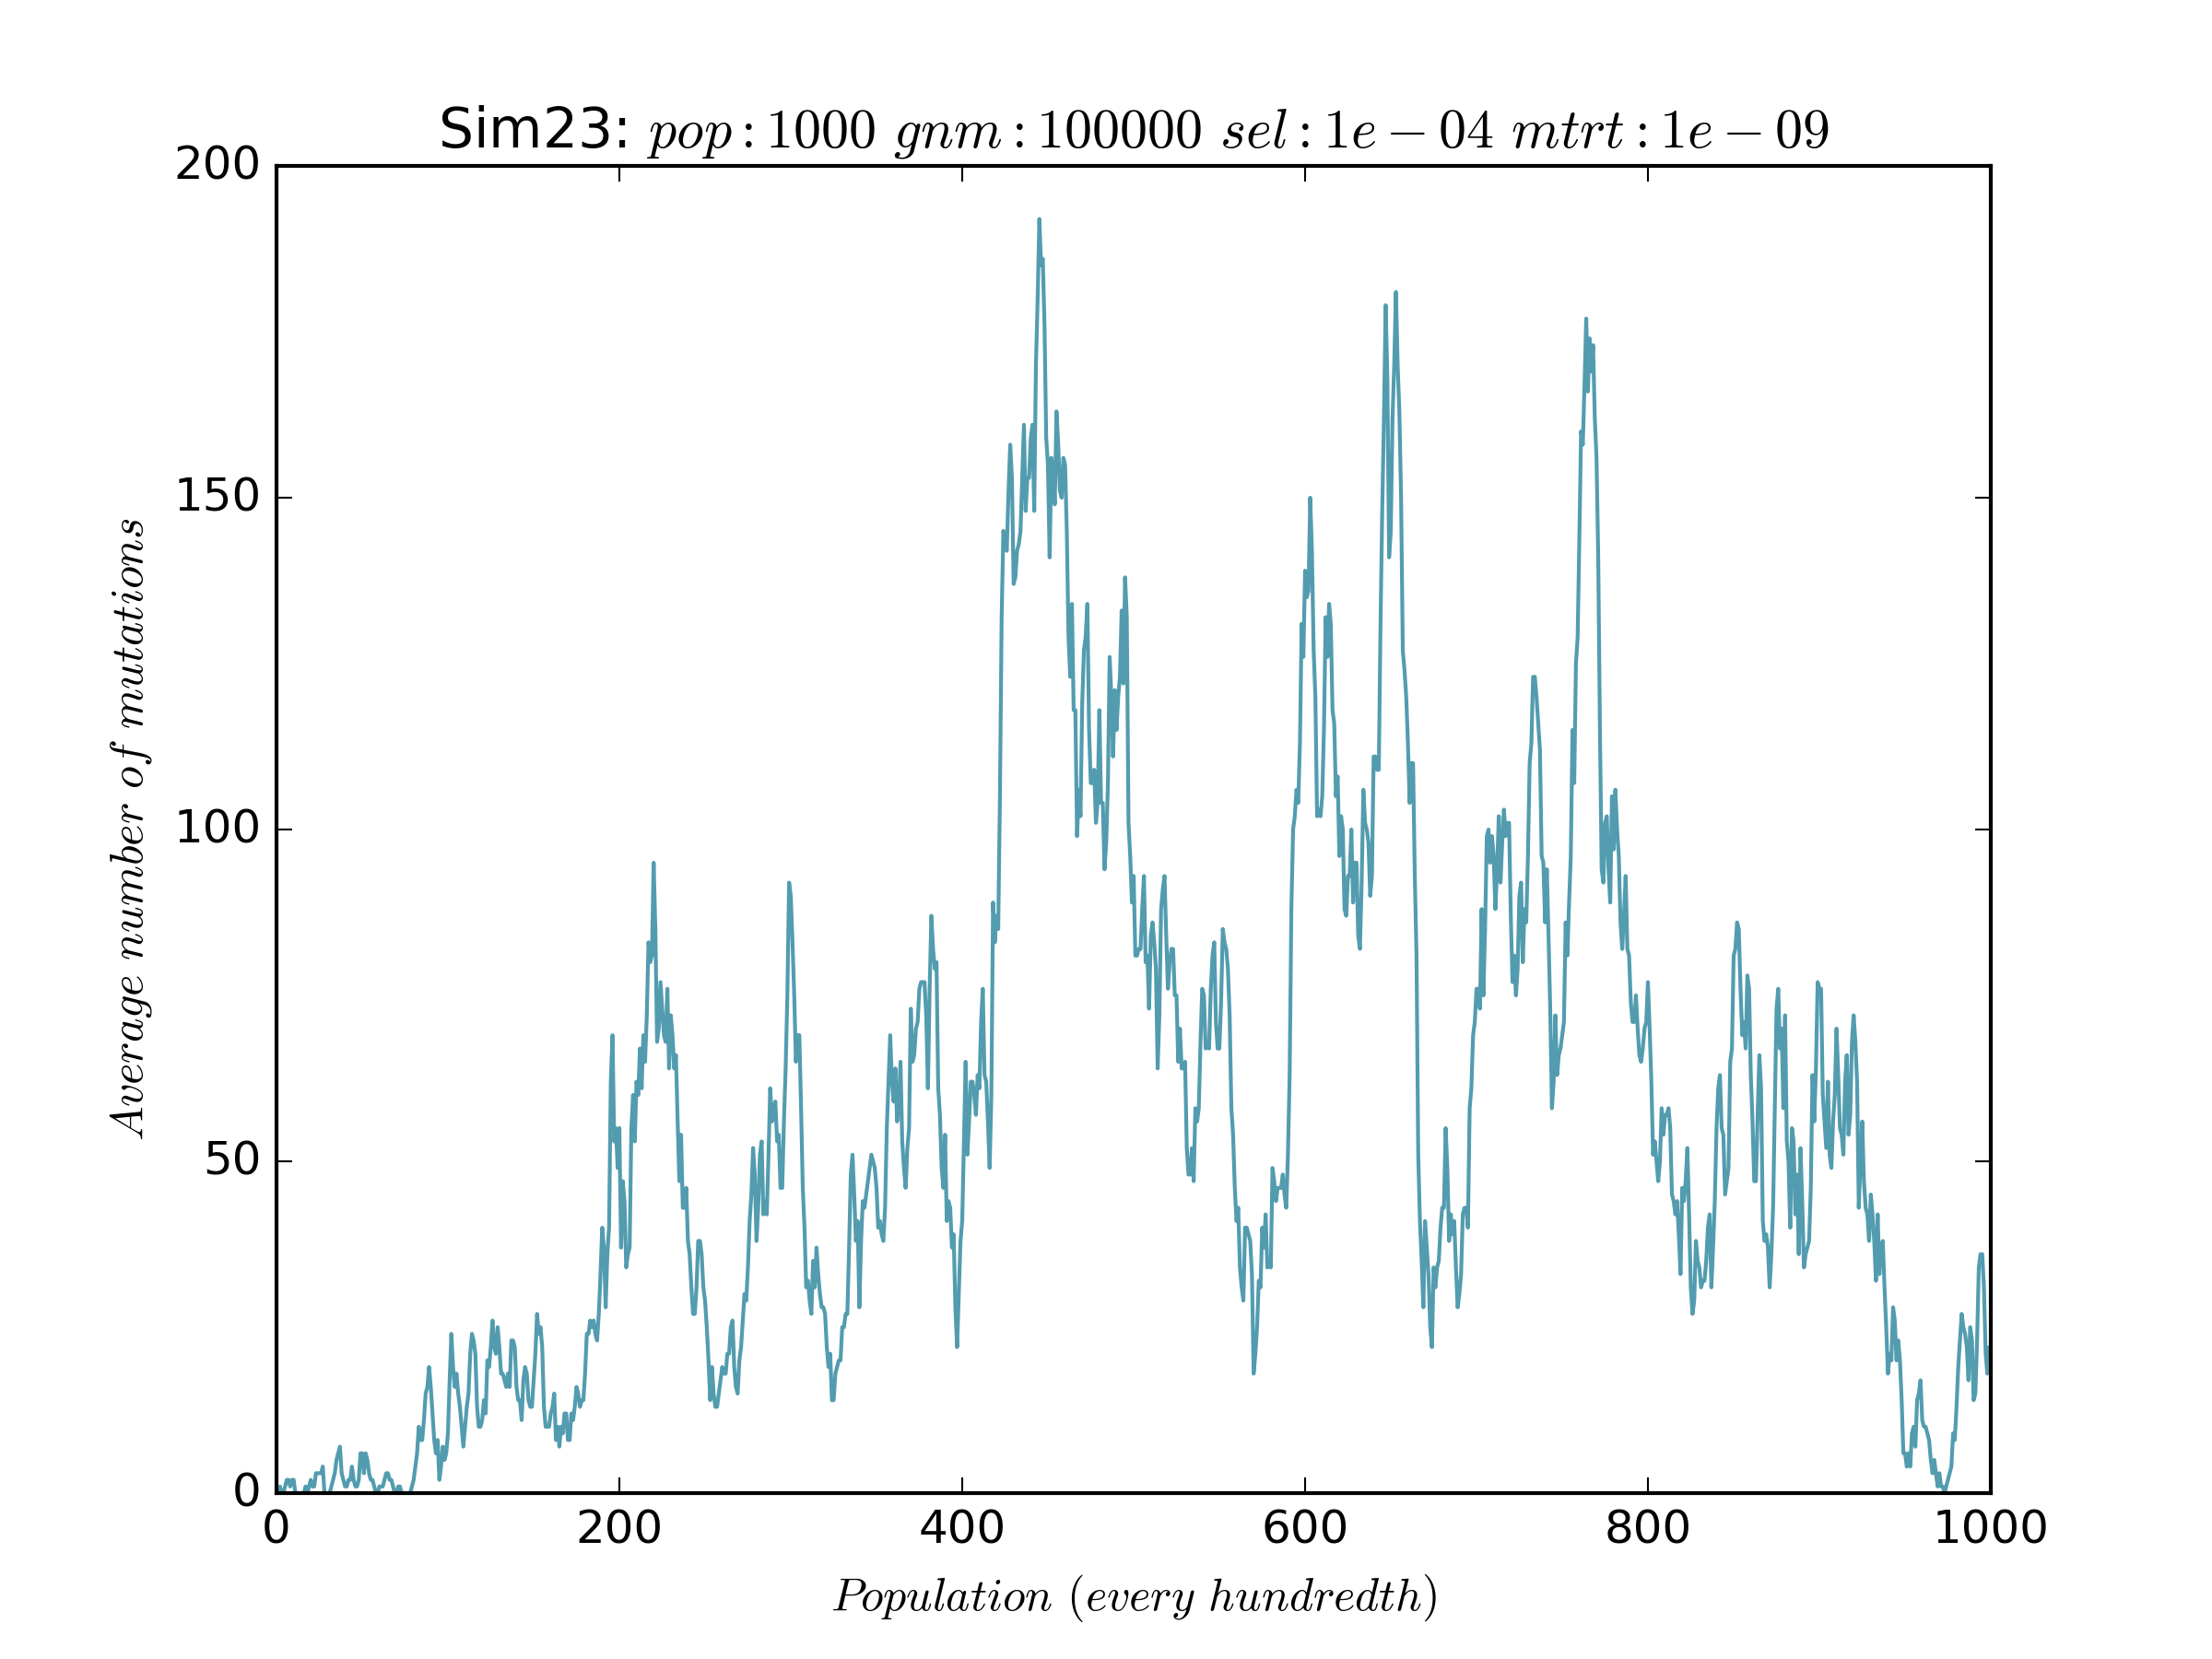 Sim23: pop : 1000 gnm : 100000 sel : 1e − 04 mtrt : 1e − 09
200
150
100
50
0
Average number of mutations
0 200 400 600 800 1000
Population (every hundredth)